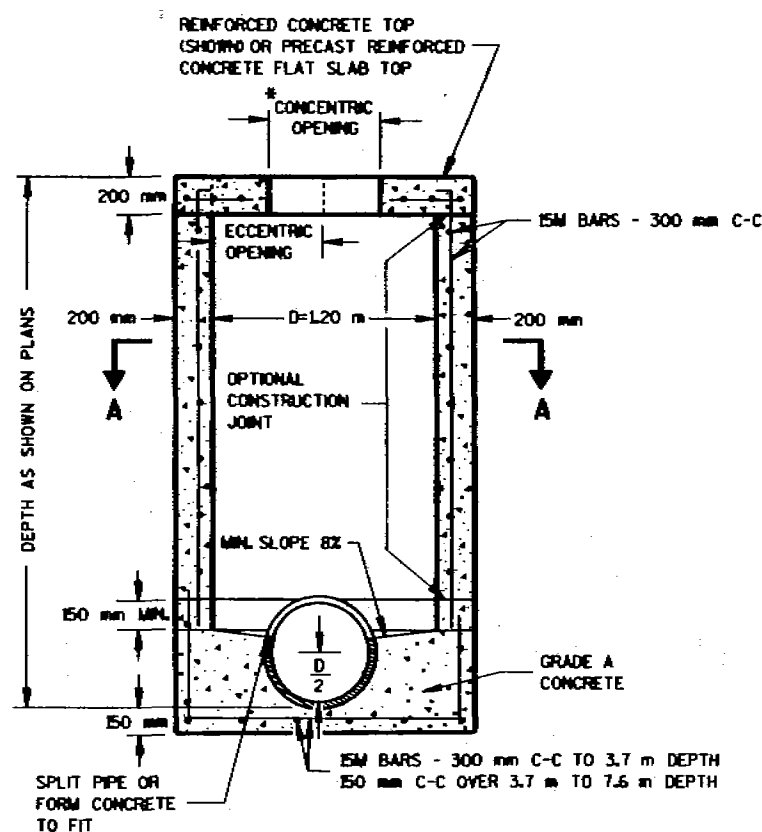 REINFORCED CONCRETE TOP
(SHOWN) OR PRECAST REINFORCED
CONCRETE FLAT SLAB TOP
*
CONCENTRIC
OPENING
200 mm
ECCENTRIC
OPENING
15M BARS - 300 mm C-C
200 mm
D=1.20 m
200 mm
DEPTH AS SHOWN ON PLANS
A
A
OPTIONAL
CONSTRUCTION
JOINT
MIN. SLOPE 8%
150 mm MIN.
D
2
GRADE A
CONCRETE
150 mm
15M BARS - 300 mm C-C TO 3.7 m DEPTH
150 mm C-C OVER 3.7 m TO 7.6 m DEPTH
SPLIT PIPE OR
FORM CONCRETE
TO FIT